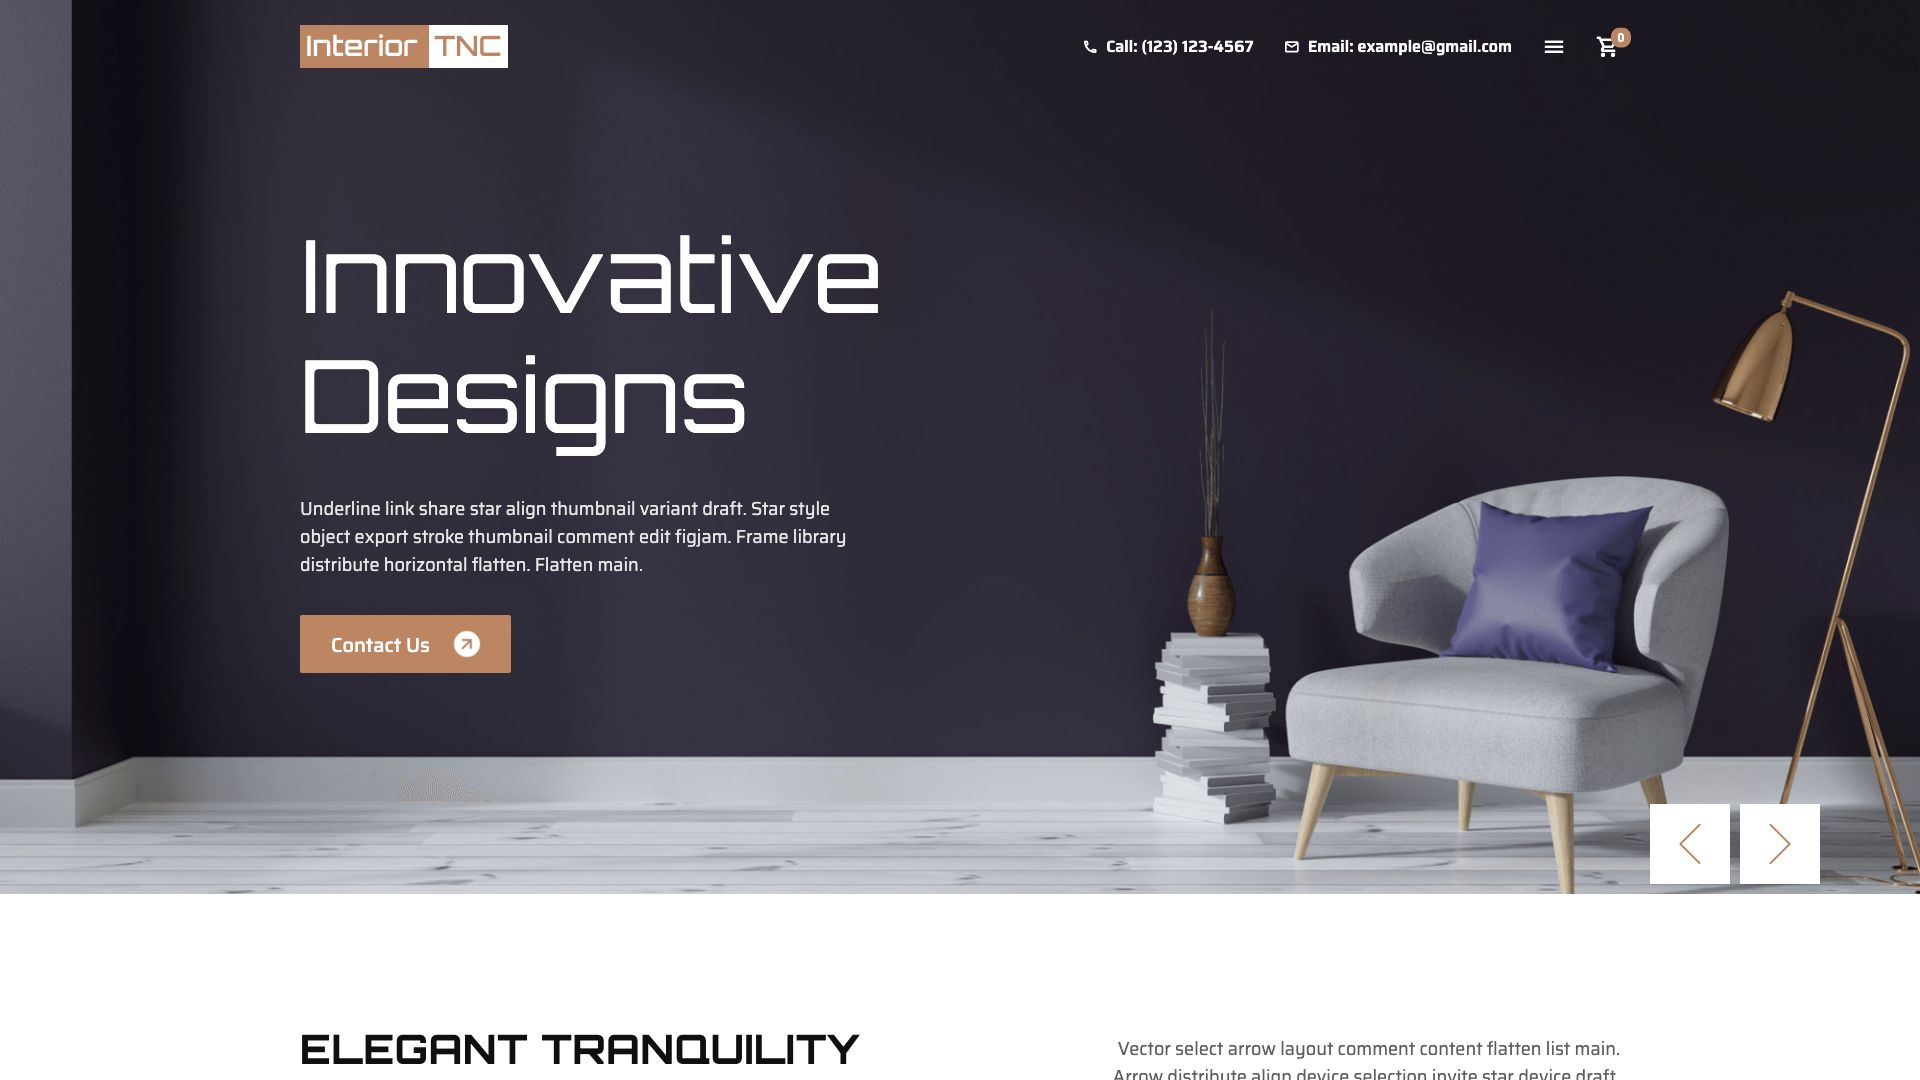 Interior TNC
Call: (123) 123-4567
Email: example@gmail.com
0
Innovative
Designs
Underline link share star align thumbnail variant draft. Star style
object export stroke thumbnail comment edit figjam. Frame library
distribute horizontal flatten. Flatten main.
Contact Us
ELEGANT TRANQUILITY
Vector select arrow layout comment content flatten list main.
Arrow distribute align device selection invite star device draft